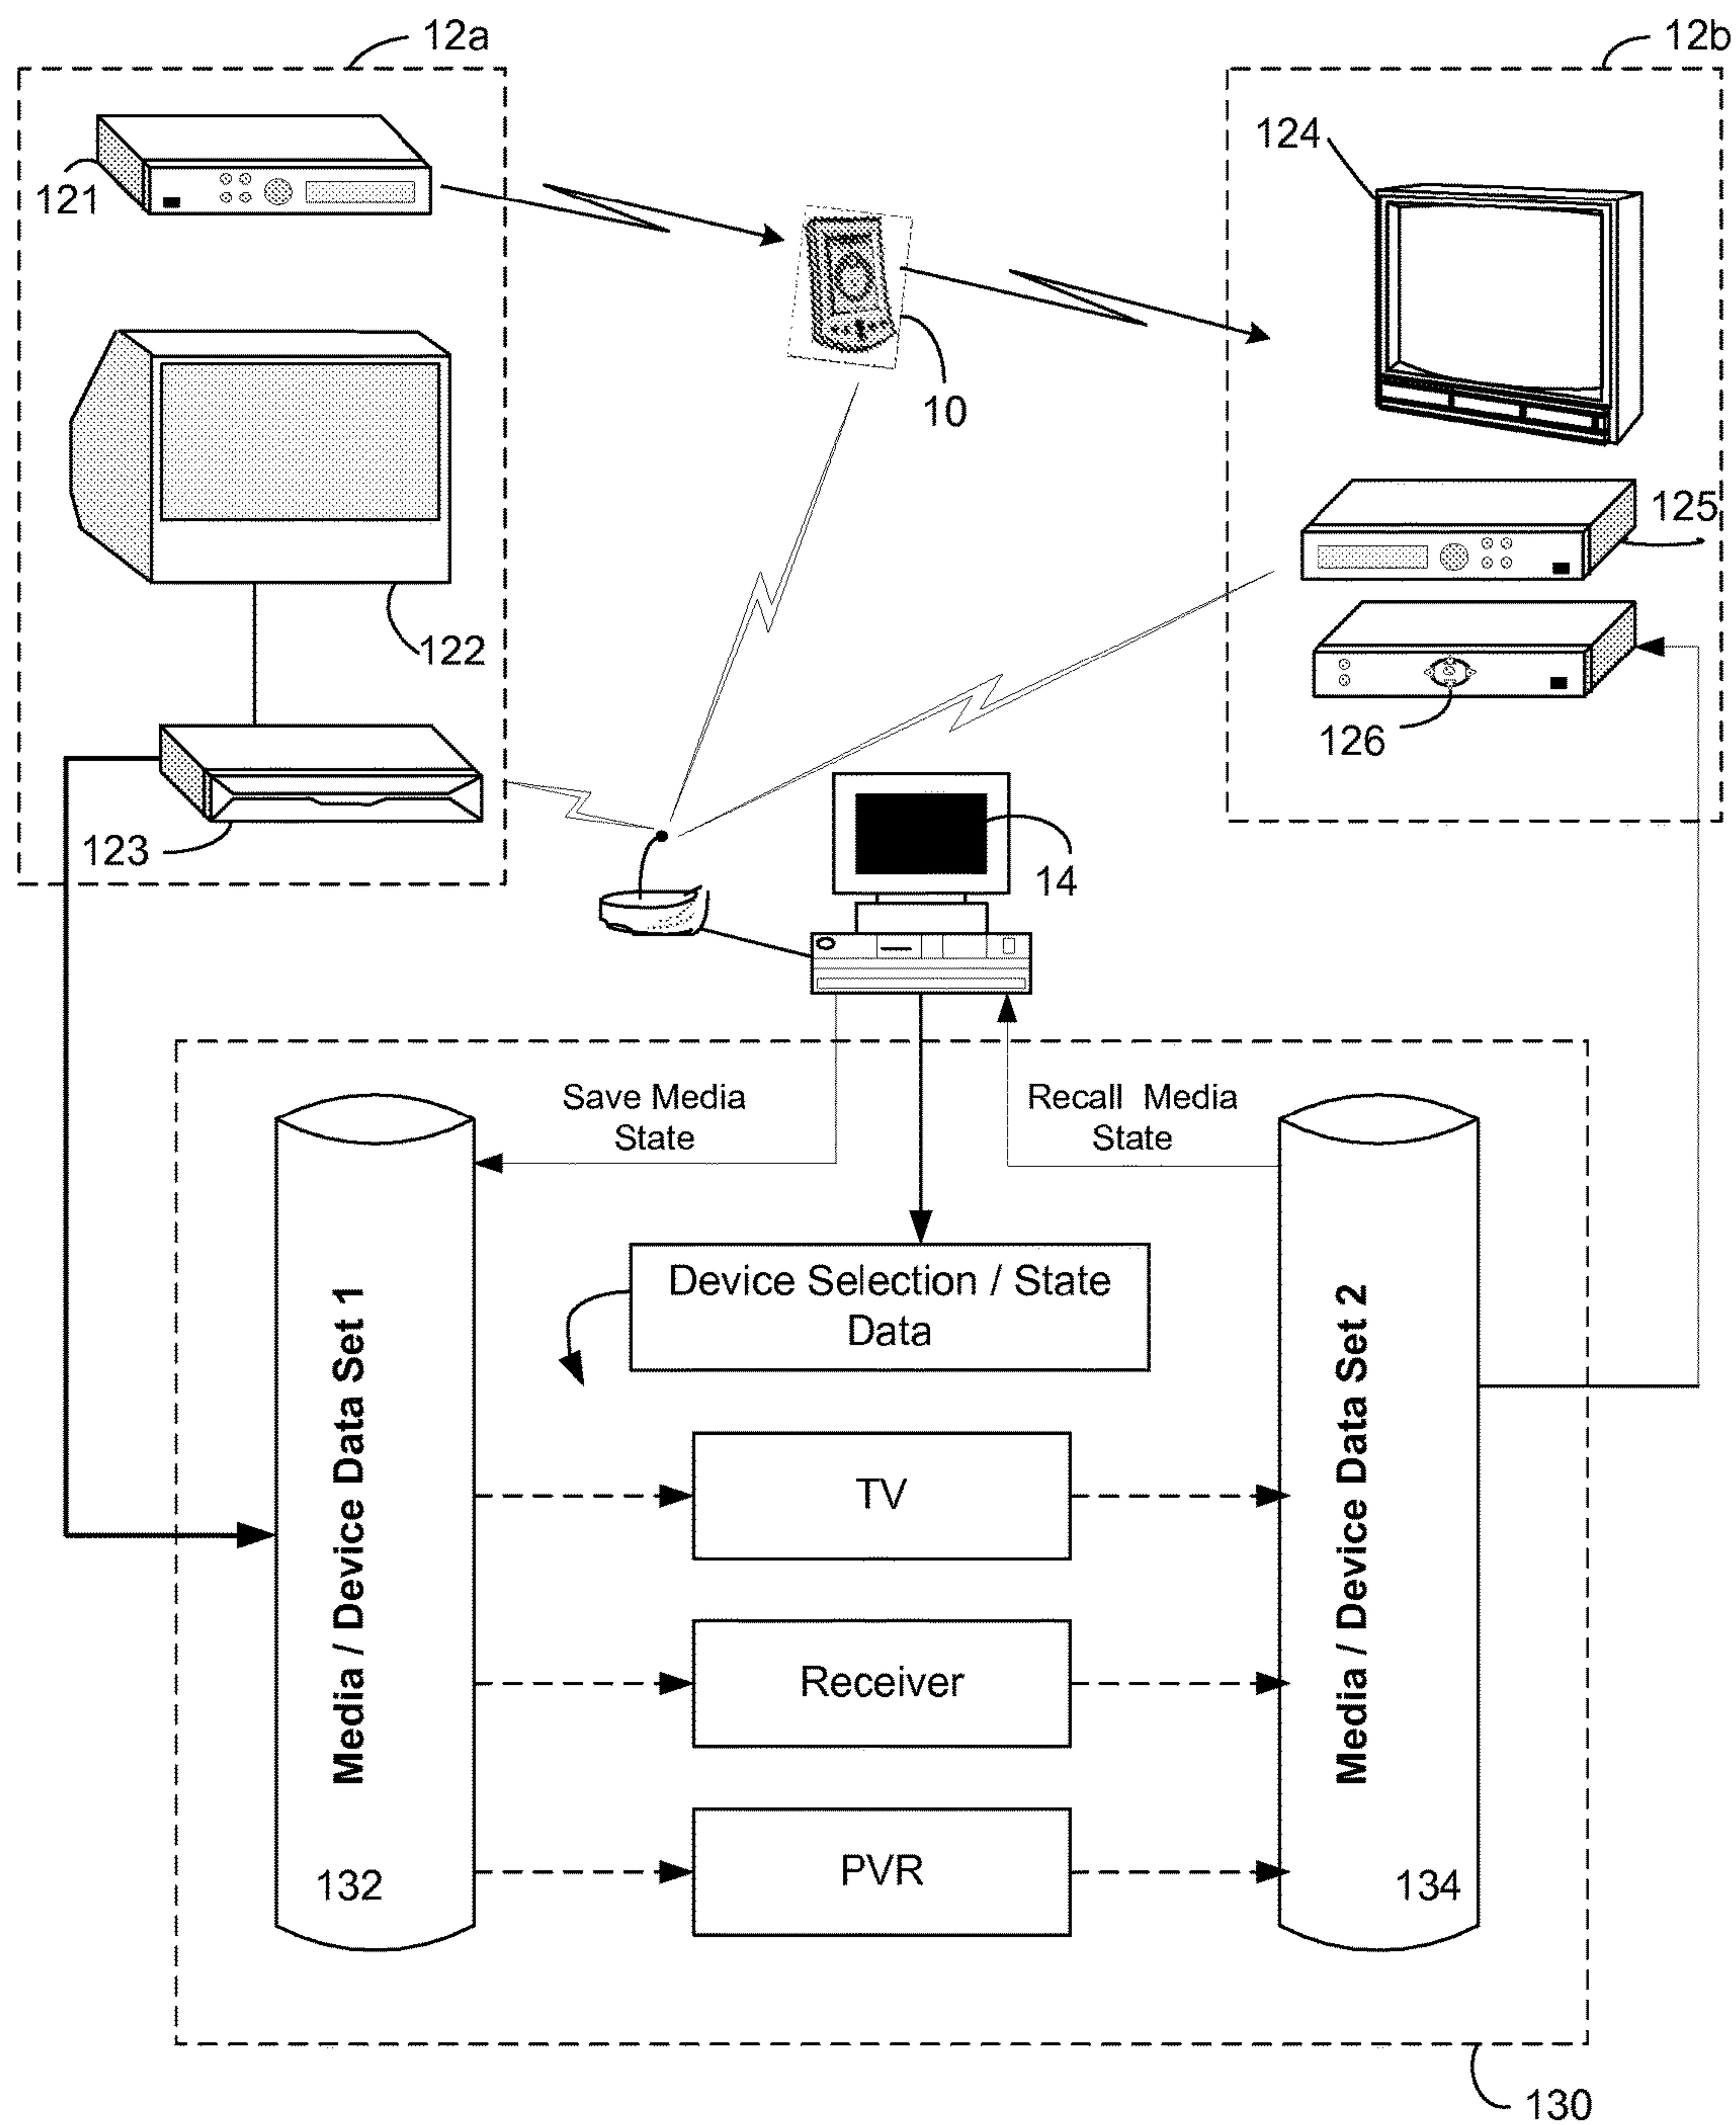 12a
12b
124
121
10
125
122
126
123
14
Save Media
State
Recall Media
State
Device Selection / State
Data
Media / Device Data Set 1
Media / Device Data Set 2
TV
Receiver
PVR
132
134
130